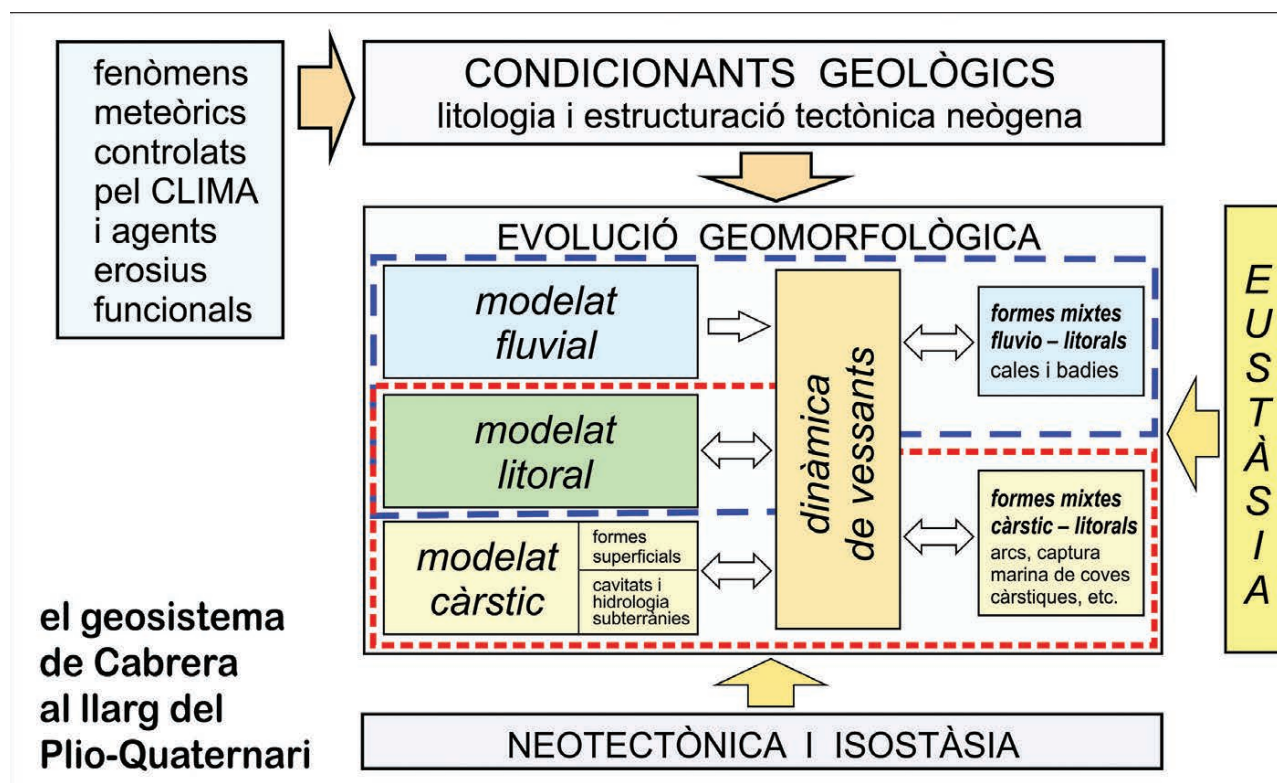 fenòmens
meteòrics
controlats
pel CLIMA
i agents
erosius
funcionals
CONDICIONANTS GEOLÒGICS
litologia i estructuració tectònica neògena
EVOLUCIÓ GEOMORFOLÒGICA
modelat
fluvial
modelat
litoral
modelat
càrstic
formes
superficials
cavitats i
hidrologia
subterrànies
dinàmica
de vessants
formes mixtes
fluvio – litorals
cales i badies
formes mixtes
càrstic – litorals
arcs, captura
marina de coves
càrstiques, etc.
EUSTÀSIA
NEOTECTÒNICA I ISOSTÀSIA
el geosistema
de Cabrera
al llarg del
Plio-Quaternari